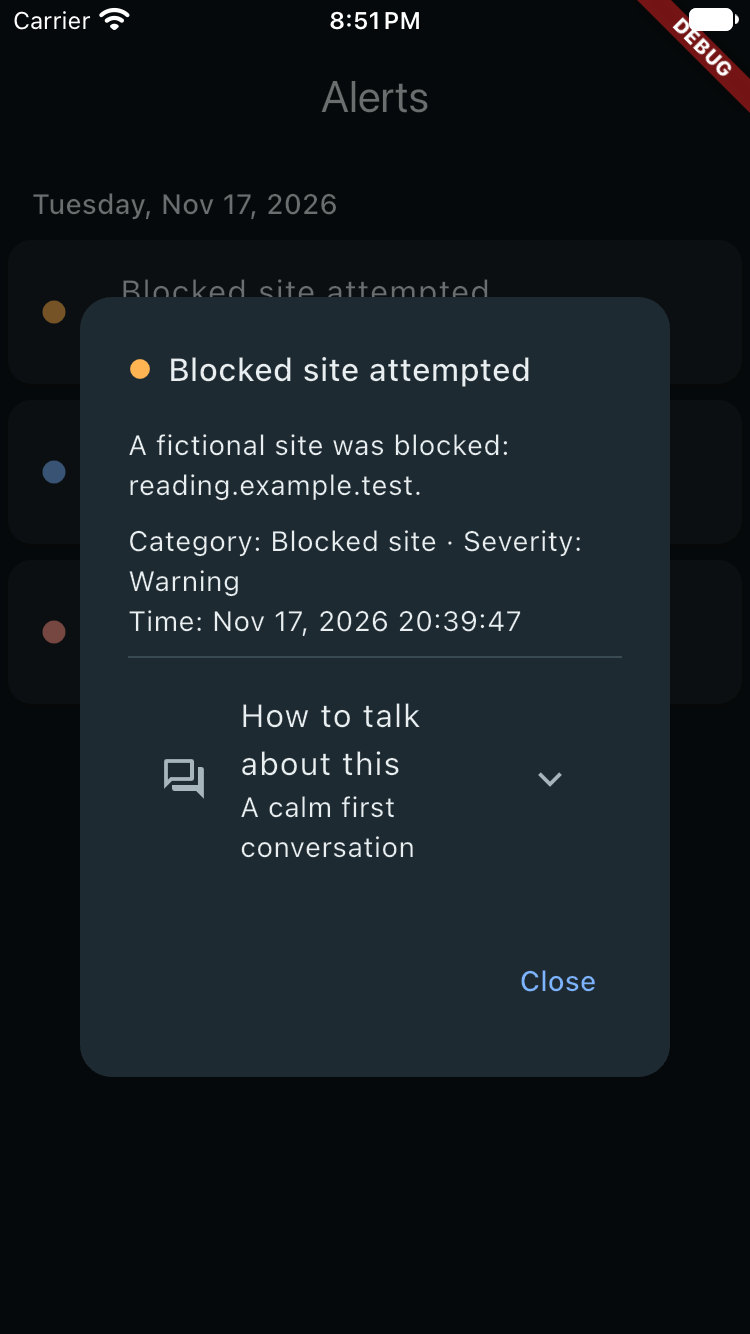 Carrier
8:51 PM
DEBUG
Alerts
Tuesday, Nov 17, 2026
Blocked site attempted
Blocked site attempted
A fictional site was blocked:
reading.example.test.
Category: Blocked site · Severity:
Warning
Time: Nov 17, 2026 20:39:47
How to talk
about this
A calm first
conversation
Close